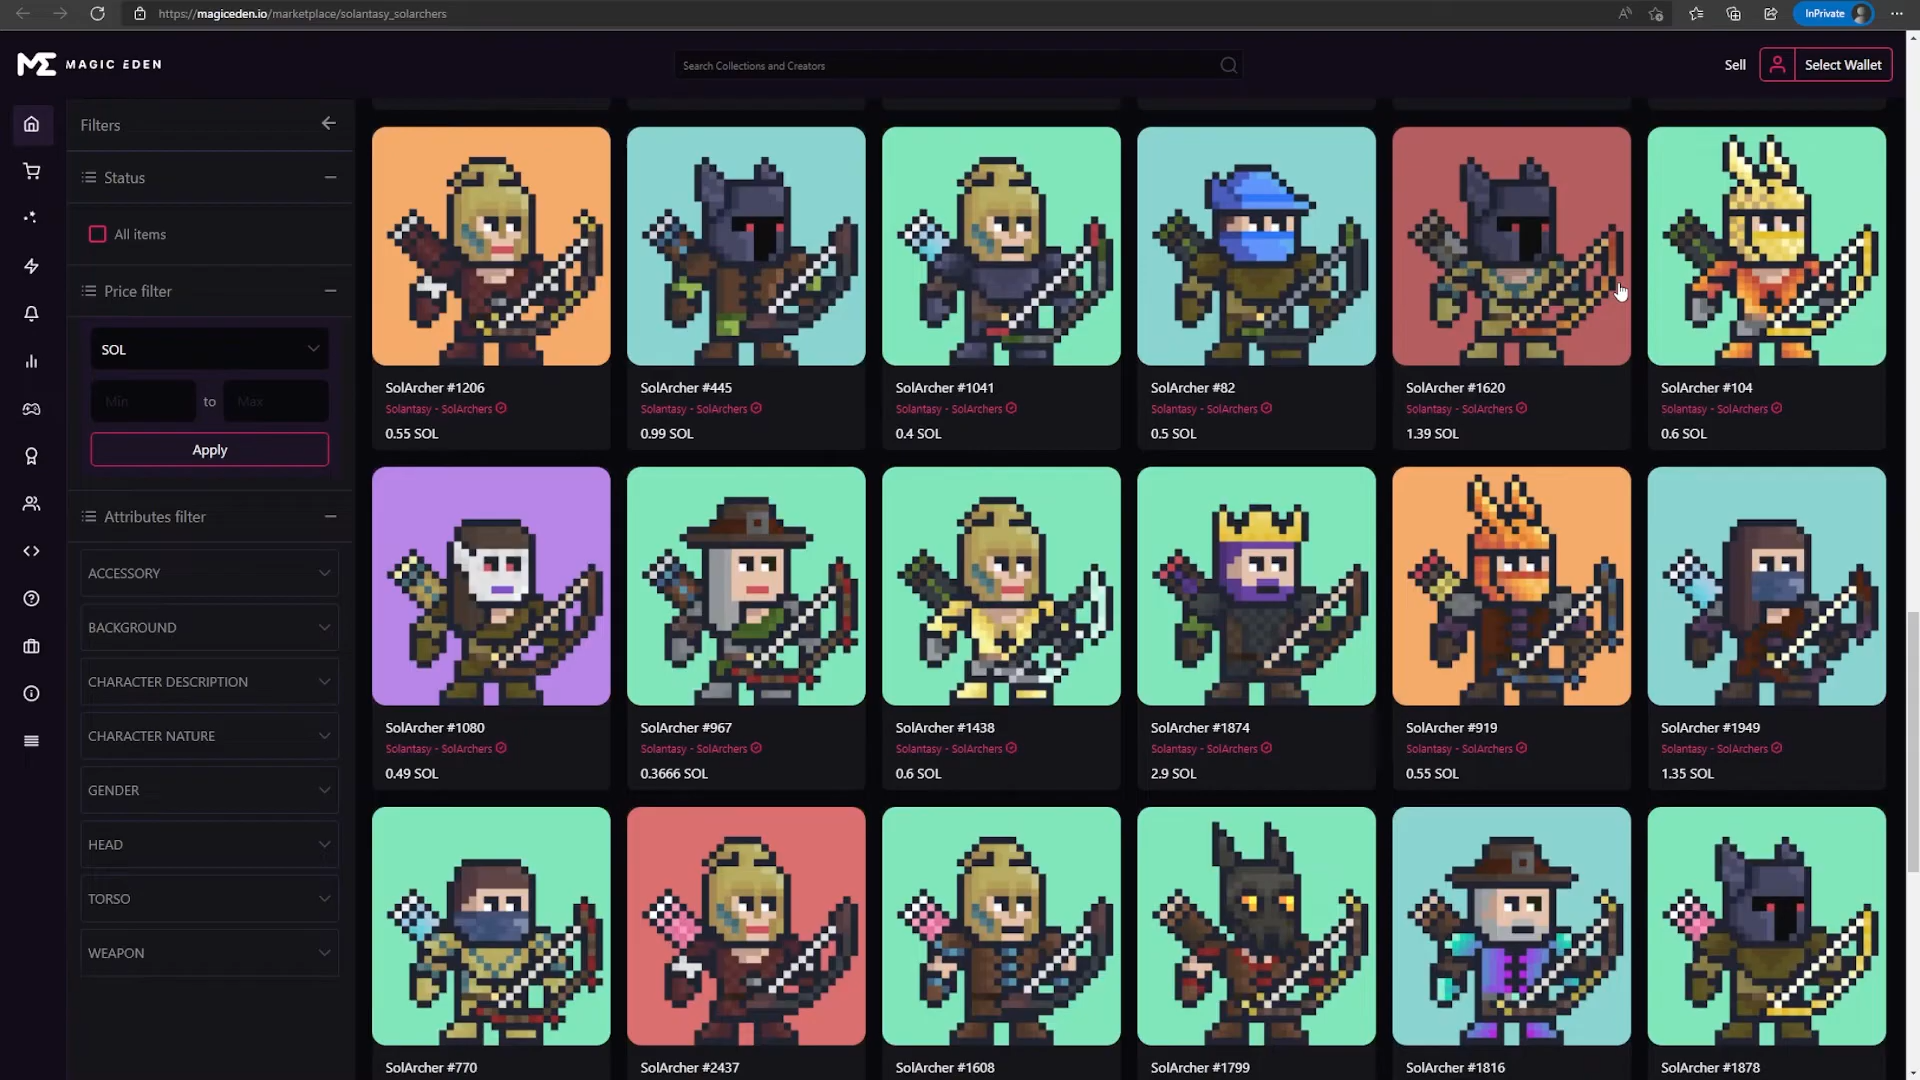 https://magiceden.io/marketplace/solantasy_solarchers
InPrivate
MAGIC EDEN
Search Collections and Creators
Sell
Select Wallet
Filters
Status
All items
Price filter
SOL
Min to Max
Apply
Attributes filter
ACCESSORY
BACKGROUND
CHARACTER DESCRIPTION
CHARACTER NATURE
GENDER
HEAD
TORSO
WEAPON
SolArcher #1206
Solantasy - SolArchers
0.55 SOL
SolArcher #445
Solantasy - SolArchers
0.99 SOL
SolArcher #1041
Solantasy - SolArchers
0.4 SOL
SolArcher #82
Solantasy - SolArchers
0.5 SOL
SolArcher #1620
Solantasy - SolArchers
1.39 SOL
SolArcher #104
Solantasy - SolArchers
0.6 SOL
SolArcher #1080
Solantasy - SolArchers
0.49 SOL
SolArcher #967
Solantasy - SolArchers
0.3666 SOL
SolArcher #1438
Solantasy - SolArchers
0.6 SOL
SolArcher #1874
Solantasy - SolArchers
2.9 SOL
SolArcher #919
Solantasy - SolArchers
0.55 SOL
SolArcher #1949
Solantasy - SolArchers
1.35 SOL
SolArcher #770
SolArcher #2437
SolArcher #1608
SolArcher #1799
SolArcher #1816
SolArcher #1878